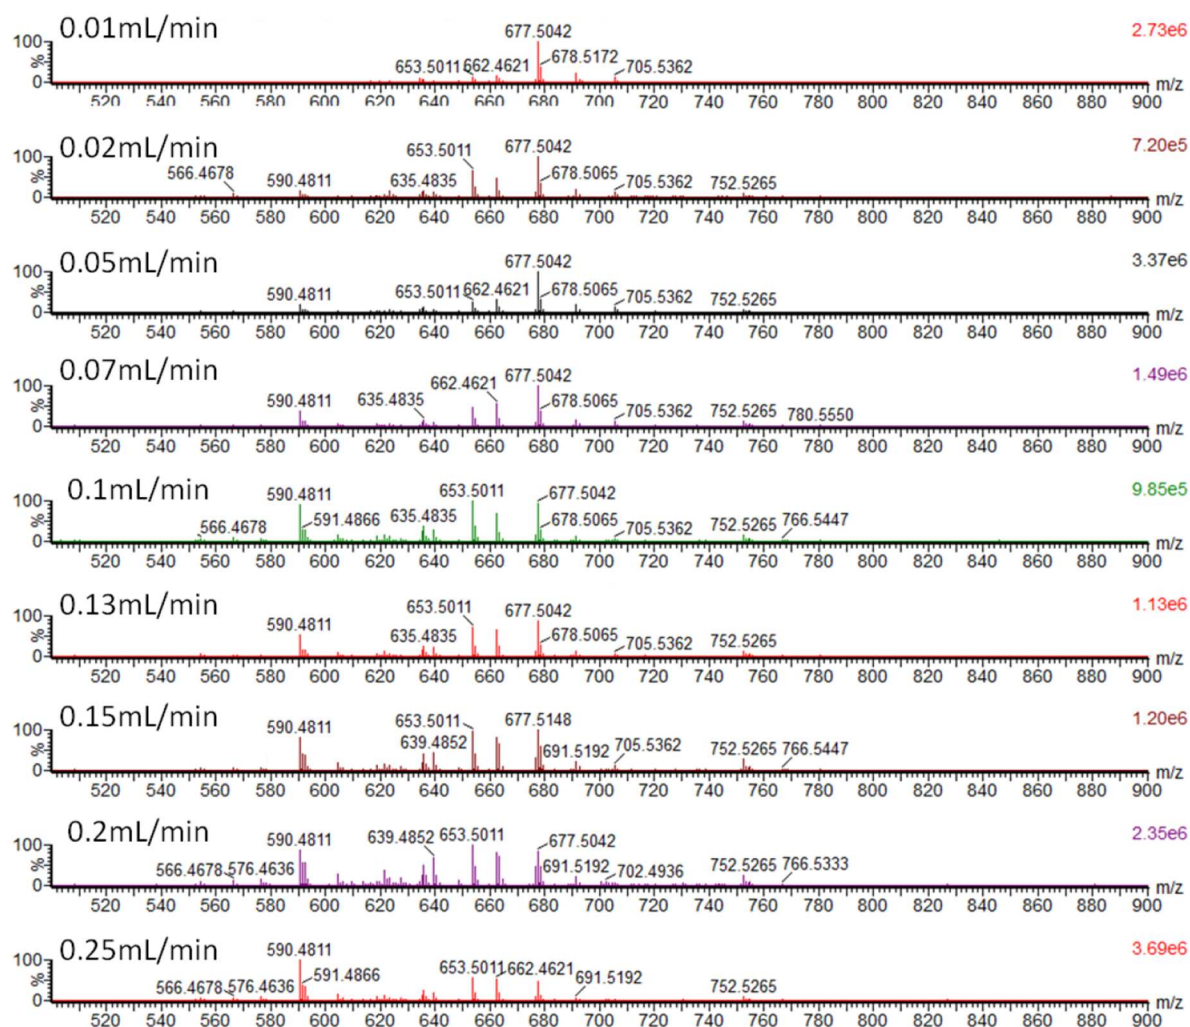 0.01mL/min 677.5042 2.73e6
100 653.5011 662.4621 678.5172 705.5362
%
0 m/z
520 540 560 580 600 620 640 660 680 700 720 740 760 780 800 820 840 860 880 900
0.02mL/min 653.5011 677.5042 7.20e5
100 566.4678 590.4811 635.4835 678.5065 705.5362 752.5265
%
0 m/z
520 540 560 580 600 620 640 660 680 700 720 740 760 780 800 820 840 860 880 900
0.05mL/min 677.5042 3.37e6
100 590.4811 653.5011 662.4621 678.5065 705.5362 752.5265
%
0 m/z
520 540 560 580 600 620 640 660 680 700 720 740 760 780 800 820 840 860 880 900
0.07mL/min 662.4621 677.5042 1.49e6
100 590.4811 635.4835 678.5065 705.5362 752.5265 780.5550
%
0 m/z
520 540 560 580 600 620 640 660 680 700 720 740 760 780 800 820 840 860 880 900
0.1mL/min 590.4811 653.5011 677.5042 9.85e5
100 566.4678 591.4866 635.4835 678.5065 705.5362 752.5265 766.5447
%
0 m/z
520 540 560 580 600 620 640 660 680 700 720 740 760 780 800 820 840 860 880 900
0.13mL/min 653.5011 677.5042 1.13e6
100 590.4811 635.4835 678.5065 705.5362 752.5265
%
0 m/z
520 540 560 580 600 620 640 660 680 700 720 740 760 780 800 820 840 860 880 900
0.15mL/min 653.5011 677.5148 1.20e6
100 590.4811 639.4852 691.5192 705.5362 752.5265 766.5447
%
0 m/z
520 540 560 580 600 620 640 660 680 700 720 740 760 780 800 820 840 860 880 900
0.2mL/min 590.4811 639.4852 653.5011 677.5042 2.35e6
100 566.4678 576.4636 691.5192 702.4936 752.5265 766.5333
%
0 m/z
520 540 560 580 600 620 640 660 680 700 720 740 760 780 800 820 840 860 880 900
0.25mL/min 590.4811 3.69e6
100 566.4678 576.4636 591.4866 653.5011 662.4621 691.5192 752.5265
%
0 m/z
520 540 560 580 600 620 640 660 680 700 720 740 760 780 800 820 840 860 880 900